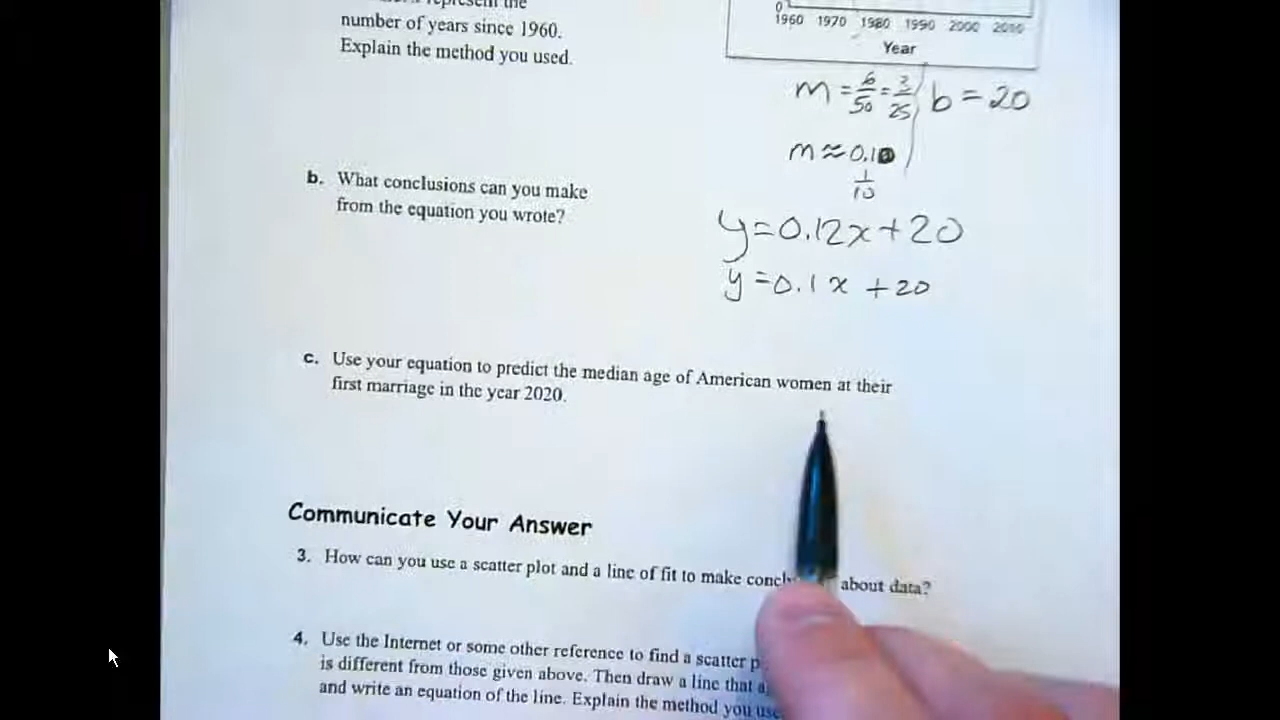 represent the
number of years since 1960.
Explain the method you used.
0
1960 1970 1980 1990 2000 2010
Year
m = 6/50 = 3/25 b = 20
m ≈ 0.10
1/10
b. What conclusions can you make
from the equation you wrote?
y = 0.12x + 20
y = 0.1x + 20
c. Use your equation to predict the median age of American women at their
first marriage in the year 2020.
Communicate Your Answer
3. How can you use a scatter plot and a line of fit to make about data?
4. Use the Internet or some other reference to find a scatter
is different from those given above. Then draw a line that
and write an equation of the line. Explain the method you